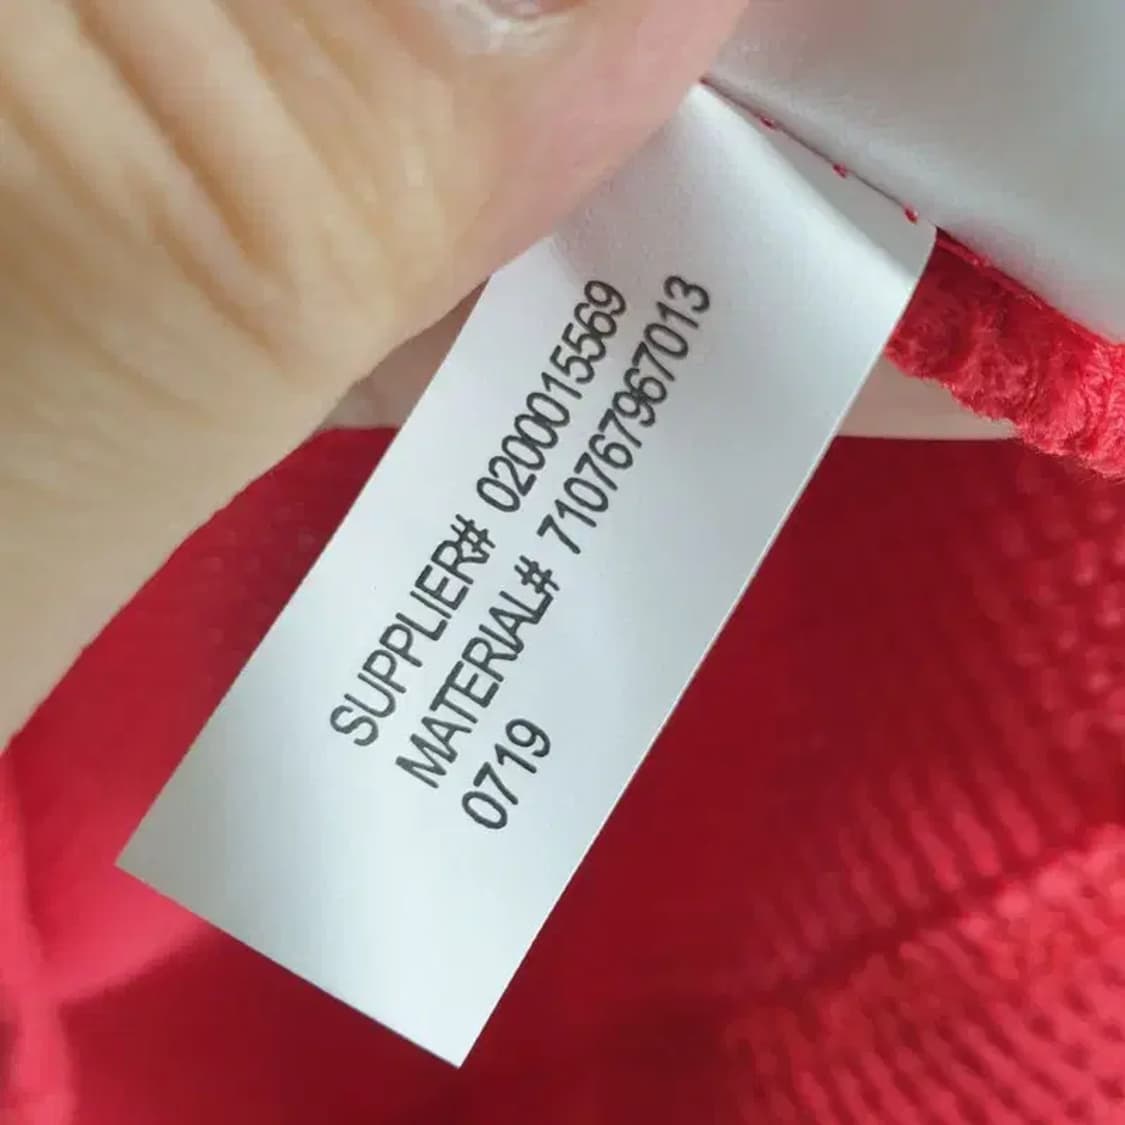 SUPPLIER# 0200015569
MATERIAL# 710767967013
0719